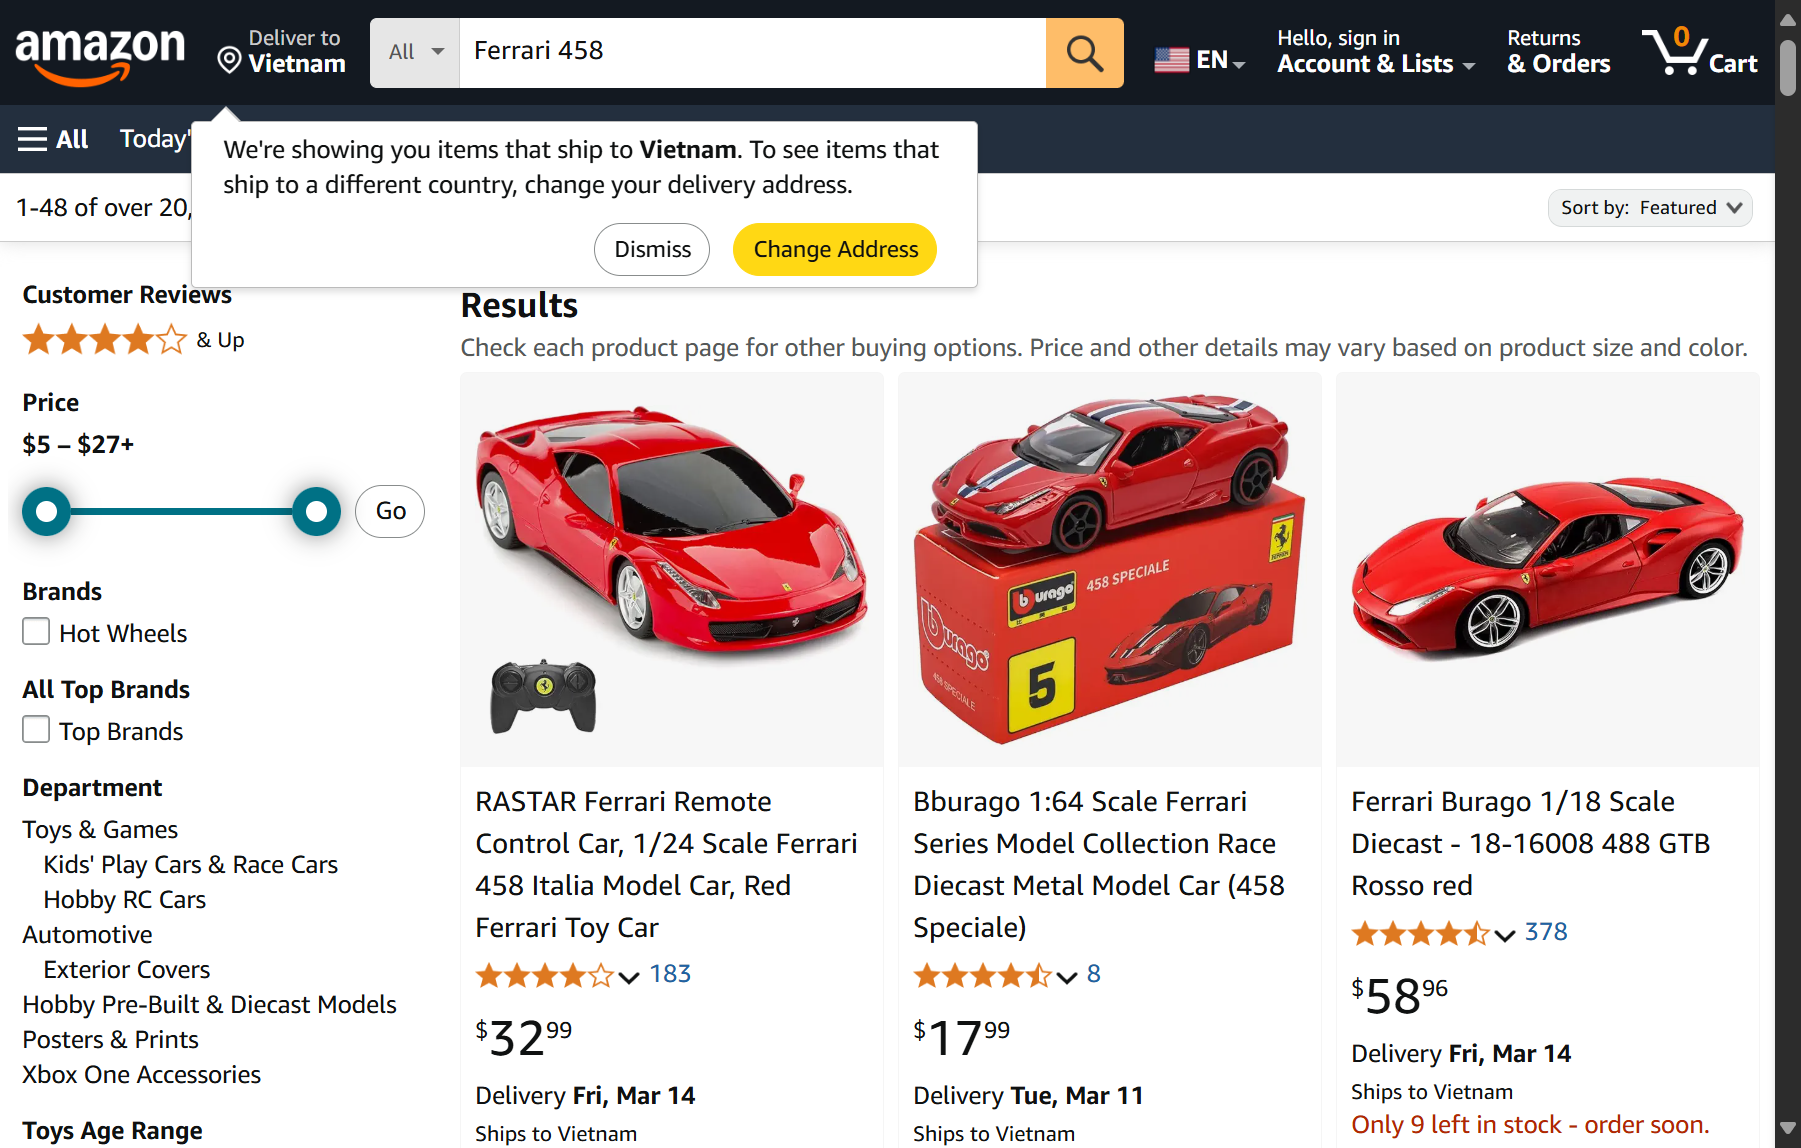 amazon
Deliver to
Vietnam
All
Ferrari 458
EN
Hello, sign in
Account & Lists
Returns
& Orders
0
Cart
All
Today'
We're showing you items that ship to Vietnam. To see items that
ship to a different country, change your delivery address.
Dismiss
Change Address
1-48 of over 20,
Sort by: Featured
Customer Reviews
& Up
Price
$5 – $27+
Go
Brands
Hot Wheels
All Top Brands
Top Brands
Department
Toys & Games
Kids' Play Cars & Race Cars
Hobby RC Cars
Automotive
Exterior Covers
Hobby Pre-Built & Diecast Models
Posters & Prints
Xbox One Accessories
Toys Age Range
Results
Check each product page for other buying options. Price and other details may vary based on product size and color.
RASTAR Ferrari Remote
Control Car, 1/24 Scale Ferrari
458 Italia Model Car, Red
Ferrari Toy Car
183
$32 99
Delivery Fri, Mar 14
Ships to Vietnam
burago
458 SPECIALE
burago
458 SPECIALE
5
Bburago 1:64 Scale Ferrari
Series Model Collection Race
Diecast Metal Model Car (458
Speciale)
8
$17 99
Delivery Tue, Mar 11
Ships to Vietnam
Ferrari Burago 1/18 Scale
Diecast - 18-16008 488 GTB
Rosso red
378
$58 96
Delivery Fri, Mar 14
Ships to Vietnam
Only 9 left in stock - order soon.